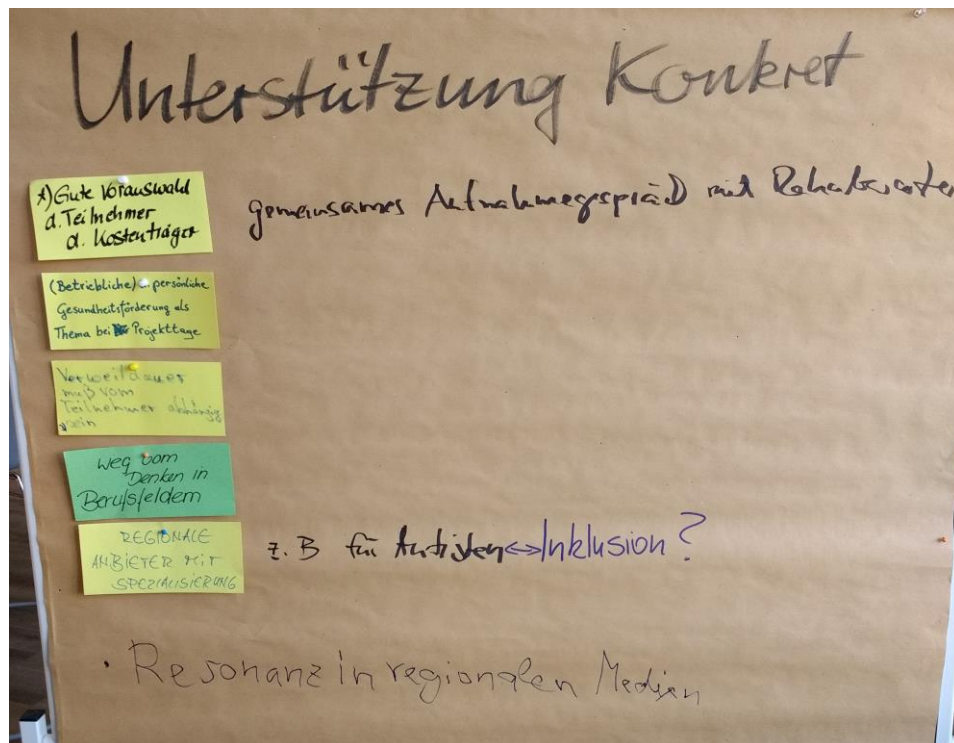 Unterstützung Konkret
*) Gute Vorauswahl
d. Teilnehmer
d. Kostenträger
gemeinsames Aufnahmegespräch mit Rehaberater
(Betriebliche) persönliche
Gesundheitsförderung als
Thema bei Projekttage
Verweildauer
muß vom
Teilnehmer abhängig
sein
Weg vom
Denken in
Berufsfeldern
REGIONALE
ANBIETER MIT
SPEZIALISIERUNG
z.B für Autisten <-> Inklusion?
• Resonanz in regionalen Medien